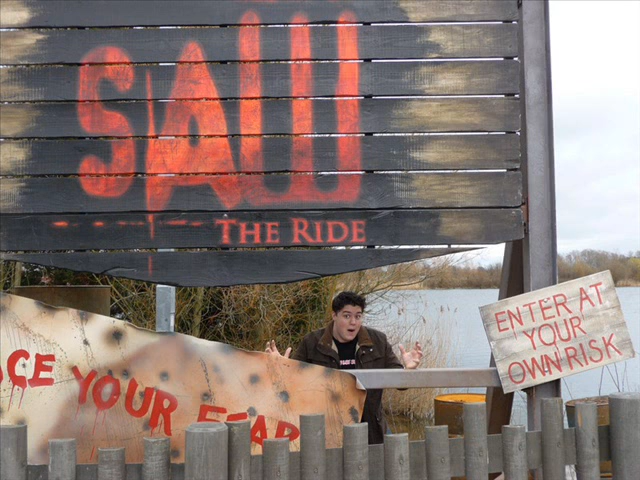 SAW
THE RIDE
ENTER AT
YOUR
OWN RISK
CE YOUR FEAR